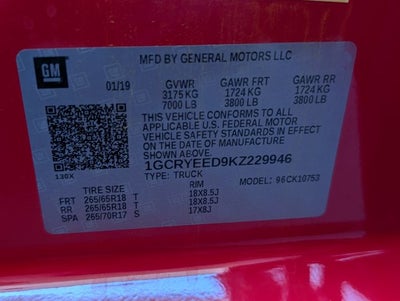 GM
MFD BY GENERAL MOTORS LLC
01/19 GVWR GAWR FRT GAWR RR
3175 KG 1724 KG 1724 KG
7000 LB 3800 LB 3800 LB
THIS VEHICLE CONFORMS TO ALL
APPLICABLE U.S. FEDERAL MOTOR
VEHICLE SAFETY STANDARDS IN EFFECT
ON THE DATE OF MANUFACTURE
SHOWN ABOVE.
1GCRYEED9KZ229946
TYPE: TRUCK
130X
MODEL: 96CK10753
TIRE SIZE RIM
FRT 265/65R18 T 18X8.5J
RR 265/65R18 T 18X8.5J
SP 265/70R17 S 17X8J